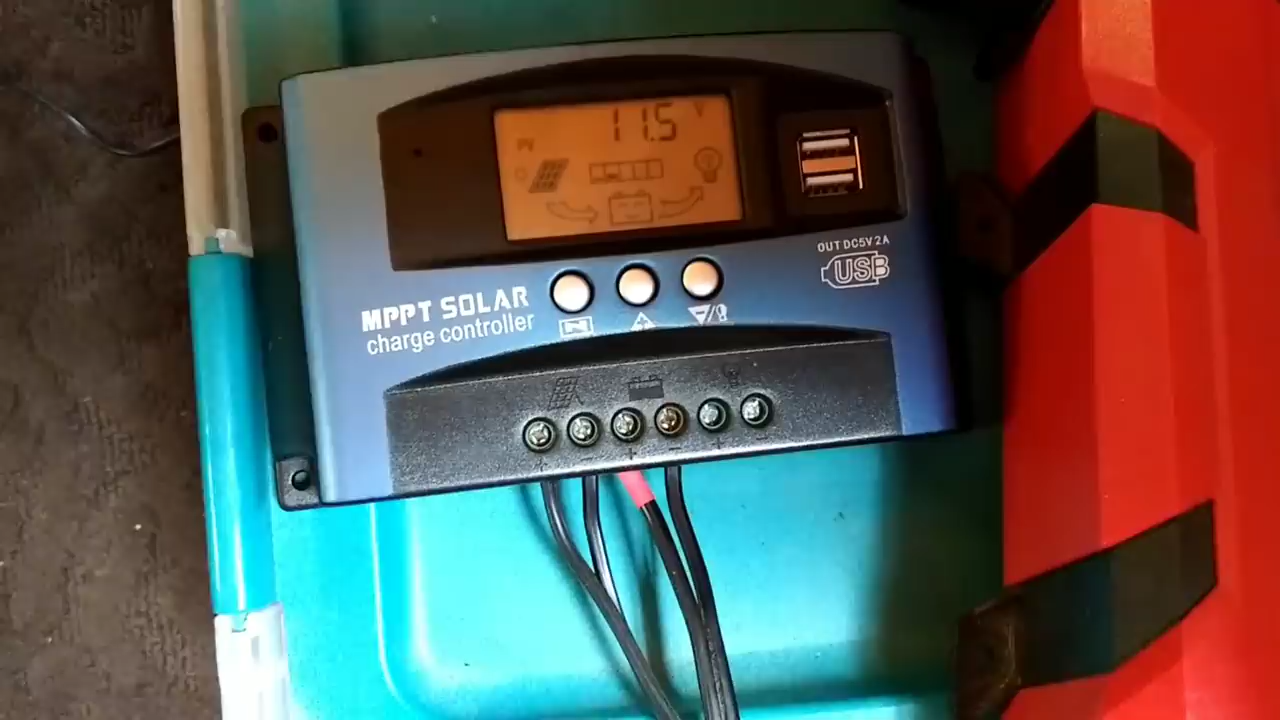 11.5 V
PV
OUT DC5V 2A
USB
MPPT SOLAR
charge controller
+ - + - + -